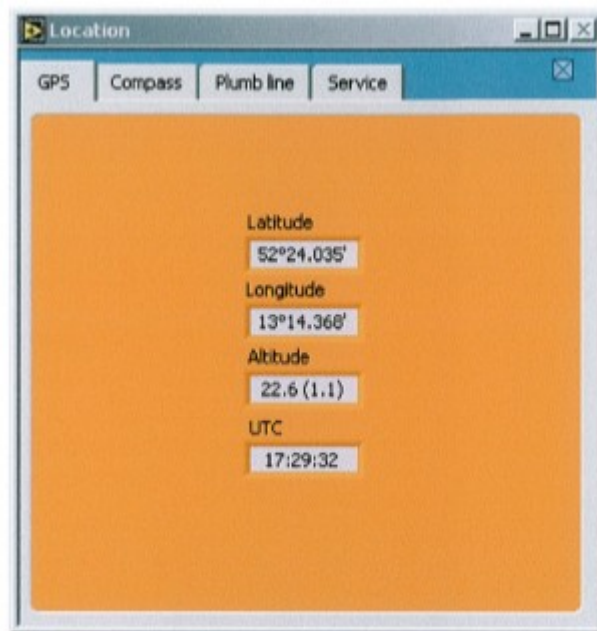 Location
GPS Compass Plumb line Service
Latitude
52°24.035'
Longitude
13°14.368'
Altitude
22.6 (1.1)
UTC
17:29:32